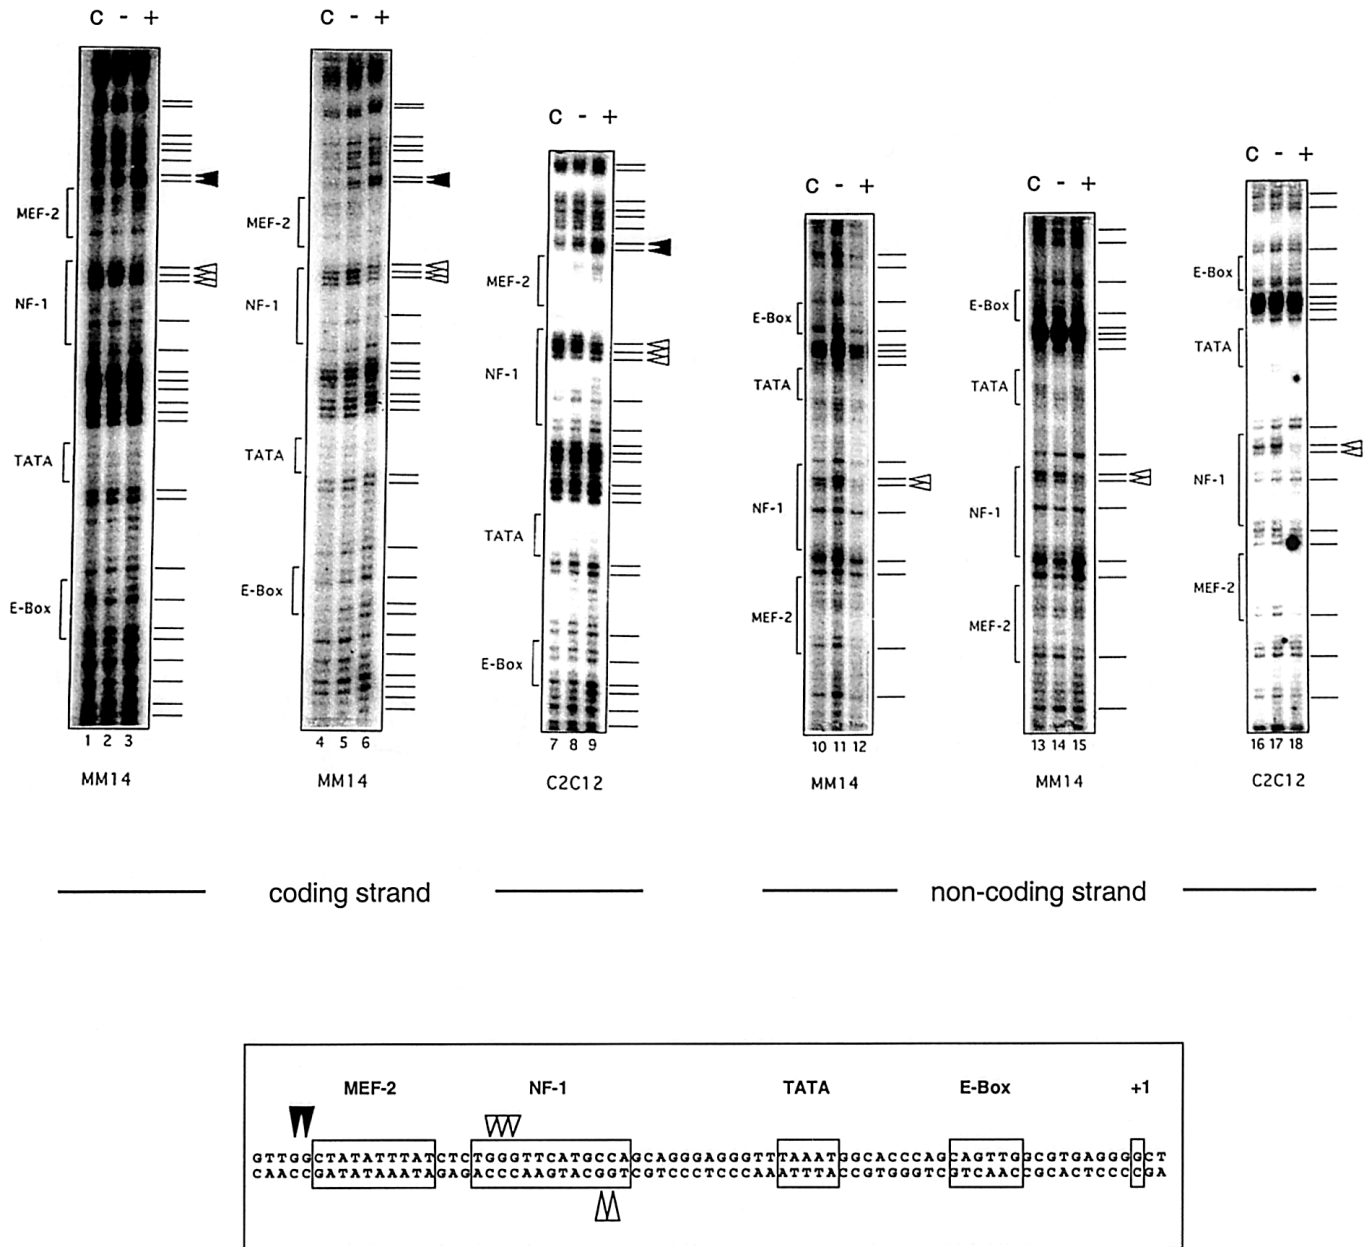 C - +
C - +
C - +
C - +
C - +
C - +
MEF-2
NF-1
TATA
E-Box
1 2 3
MM14
MEF-2
NF-1
TATA
E-Box
4 5 6
MM14
MEF-2
NF-1
TATA
E-Box
7 8 9
C2C12
E-Box
TATA
NF-1
MEF-2
10 11 12
MM14
E-Box
TATA
NF-1
MEF-2
13 14 15
MM14
E-Box
TATA
NF-1
MEF-2
16 17 18
C2C12
coding strand
non-coding strand
MEF-2 NF-1 TATA E-Box +1
GTTGGCTATATTTATCTCTGGGTTCATGCCAGCAGGGAGGGTTTAAATGGCACCCAGCAGTTGGCGTGAGGGGCT
CAACCGATATAAATAGAGACCCAAGTACGGTCGTCCCTCCCAAATTTACCGTGGGTCGTCAACCGCACTCCCCGA